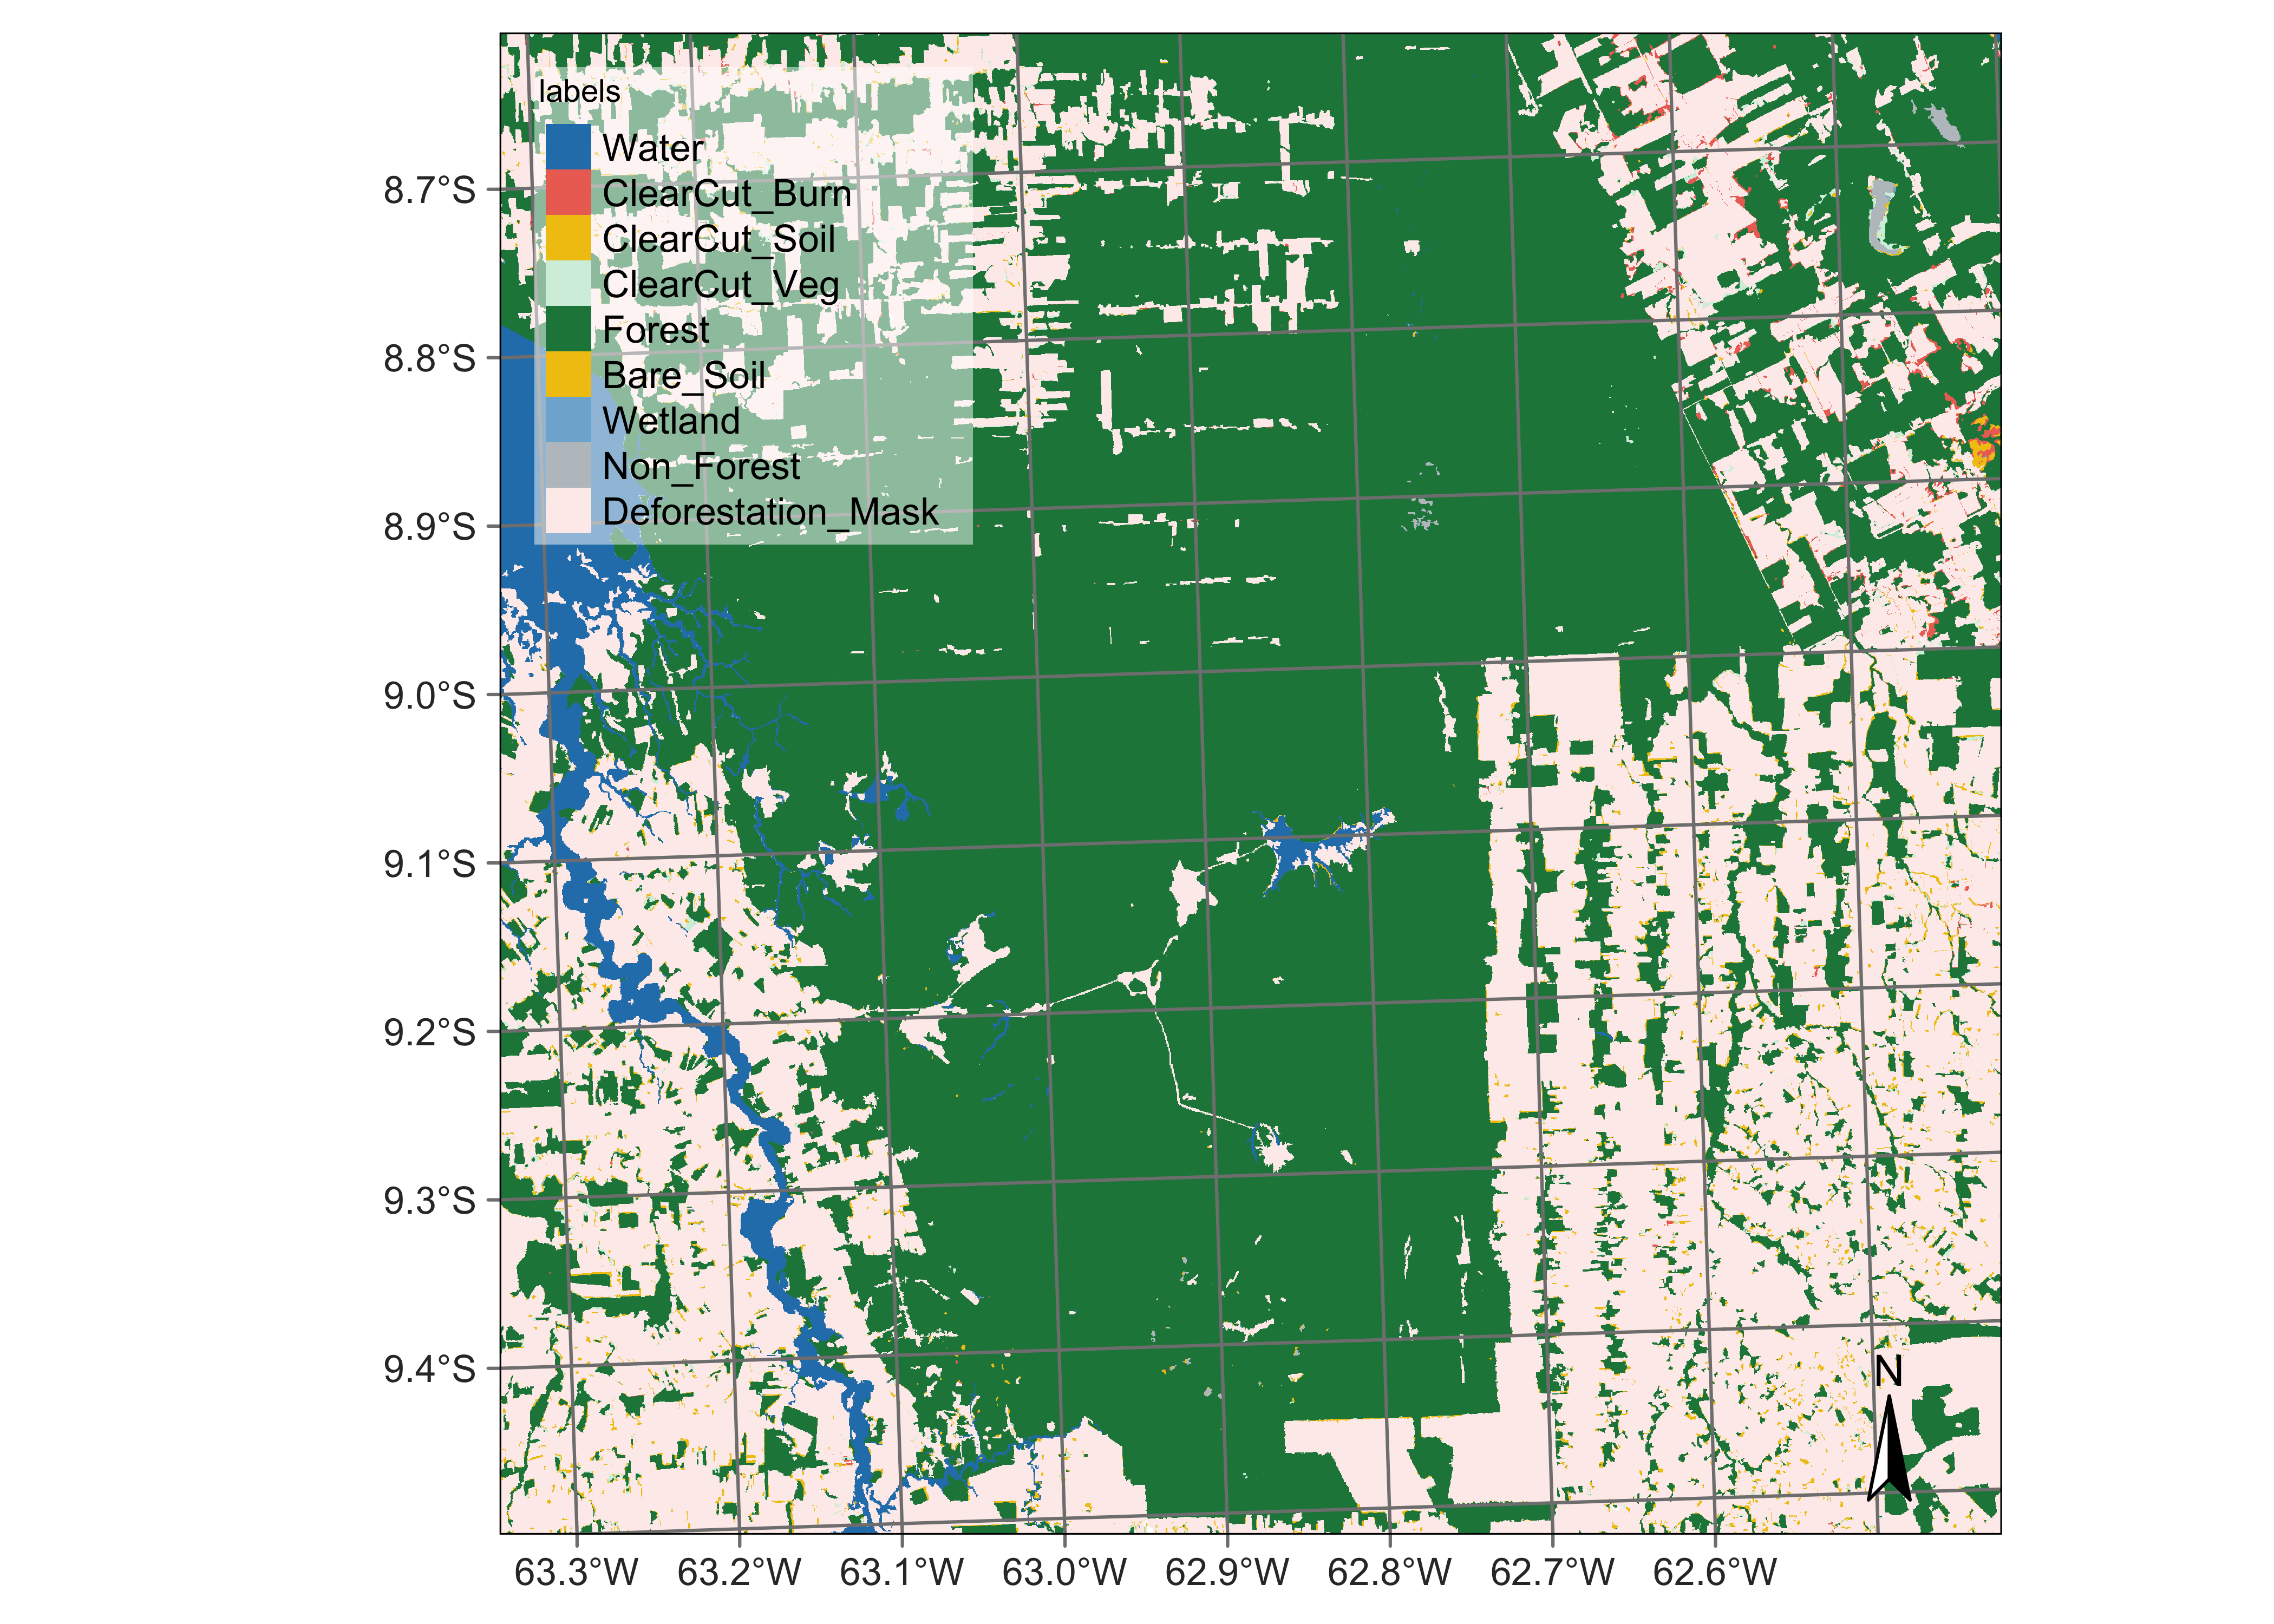 labels
Water
ClearCut_Burn
ClearCut_Soil
ClearCut_Veg
Forest
Bare_Soil
Wetland
Non_Forest
Deforestation_Mask
8.7°S
8.8°S
8.9°S
9.0°S
9.1°S
9.2°S
9.3°S
9.4°S
N
63.3°W 63.2°W 63.1°W 63.0°W 62.9°W 62.8°W 62.7°W 62.6°W